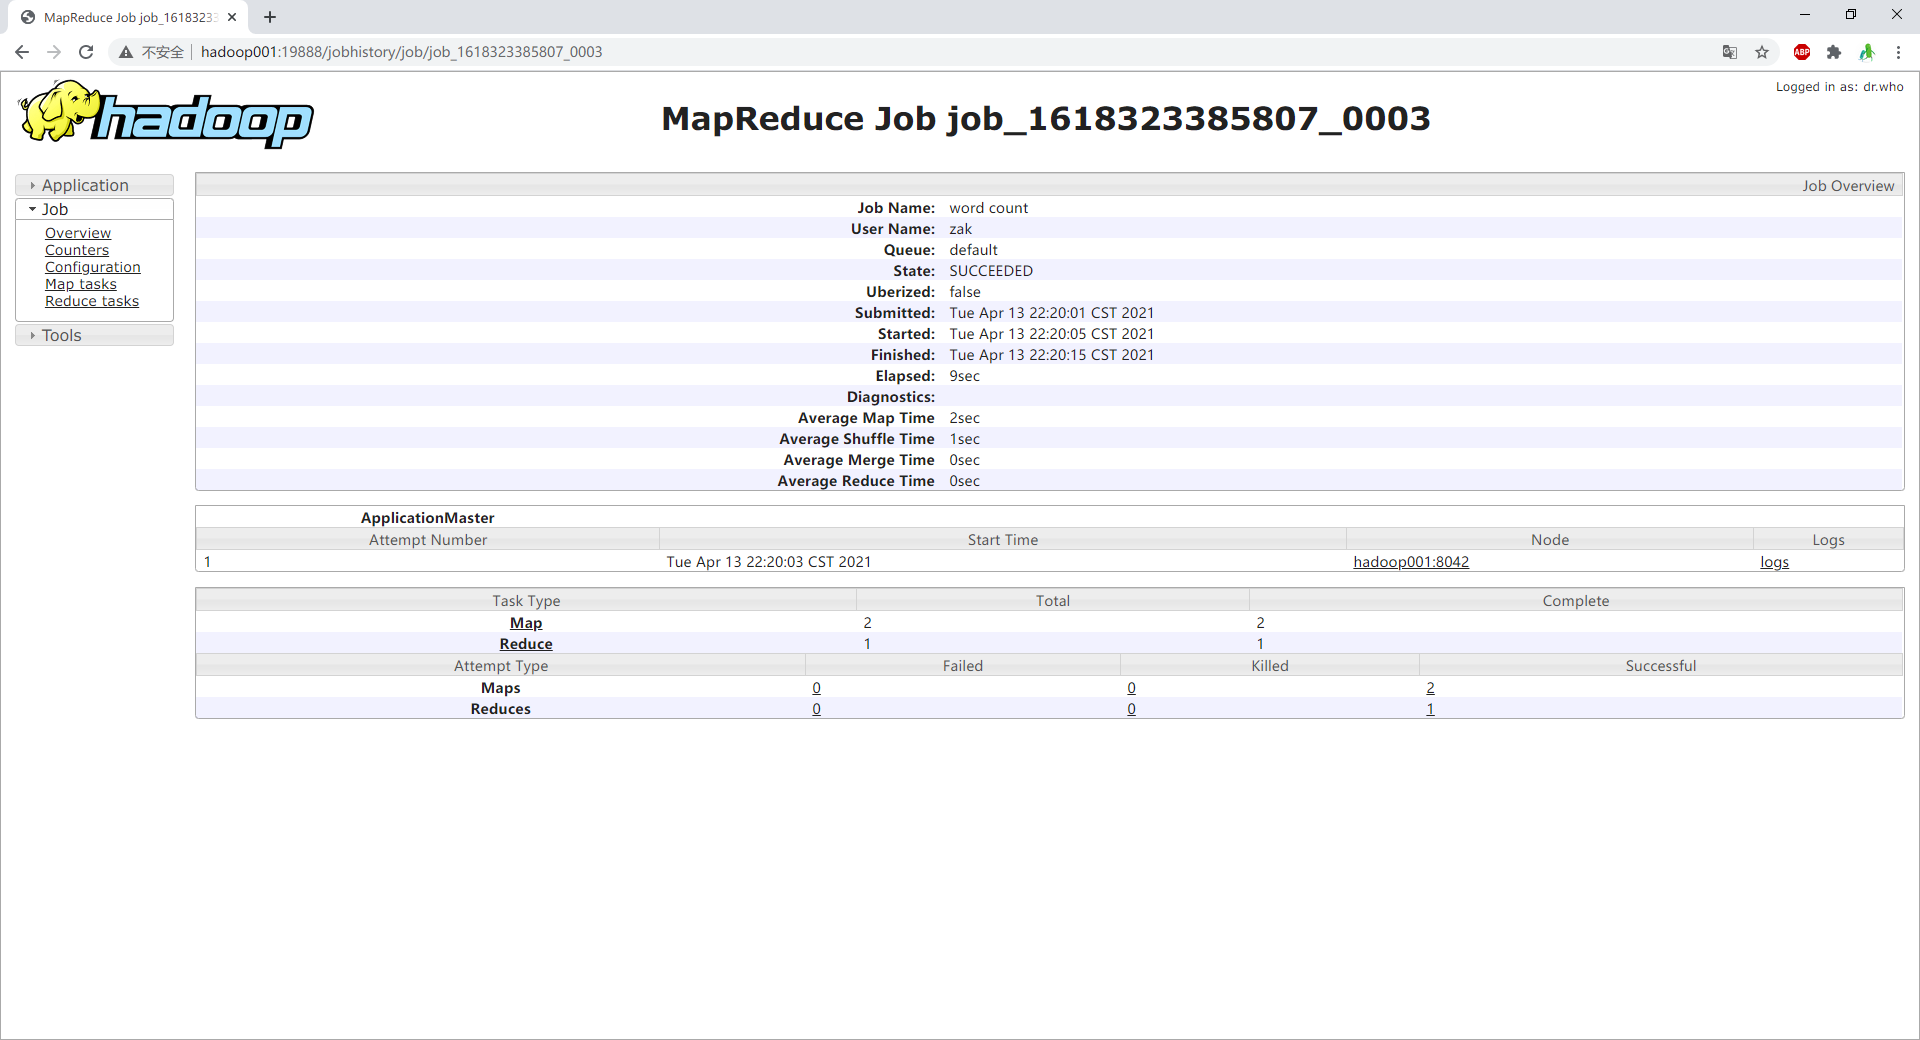 MapReduce Job job_1618323
不安全 hadoop001:19888/jobhistory/job/job_1618323385807_0003
ABP
Logged in as: dr.who
hadoop
MapReduce Job job_1618323385807_0003
Application
Job
Overview
Counters
Configuration
Map tasks
Reduce tasks
Tools
Job Overview
Job Name: word count
User Name: zak
Queue: default
State: SUCCEEDED
Uberized: false
Submitted: Tue Apr 13 22:20:01 CST 2021
Started: Tue Apr 13 22:20:05 CST 2021
Finished: Tue Apr 13 22:20:15 CST 2021
Elapsed: 9sec
Diagnostics:
Average Map Time 2sec
Average Shuffle Time 1sec
Average Merge Time 0sec
Average Reduce Time 0sec
ApplicationMaster
Attempt Number Start Time Node Logs
1 Tue Apr 13 22:20:03 CST 2021 hadoop001:8042 logs
Task Type Total Complete
Map 2 2
Reduce 1 1
Attempt Type Failed Killed Successful
Maps 0 0 2
Reduces 0 0 1